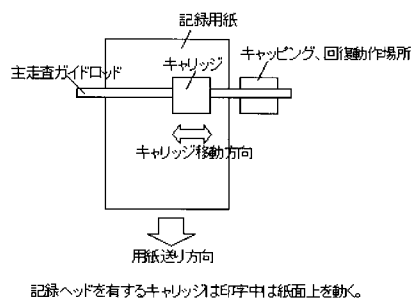 記録用紙
キャリッジ
キャッピング、回復動作場所
主走査ガイドロッド
キャリッジ移動方向
用紙送り方向
記録ヘッドを有するキャリッジは印字中は紙面上を動く。